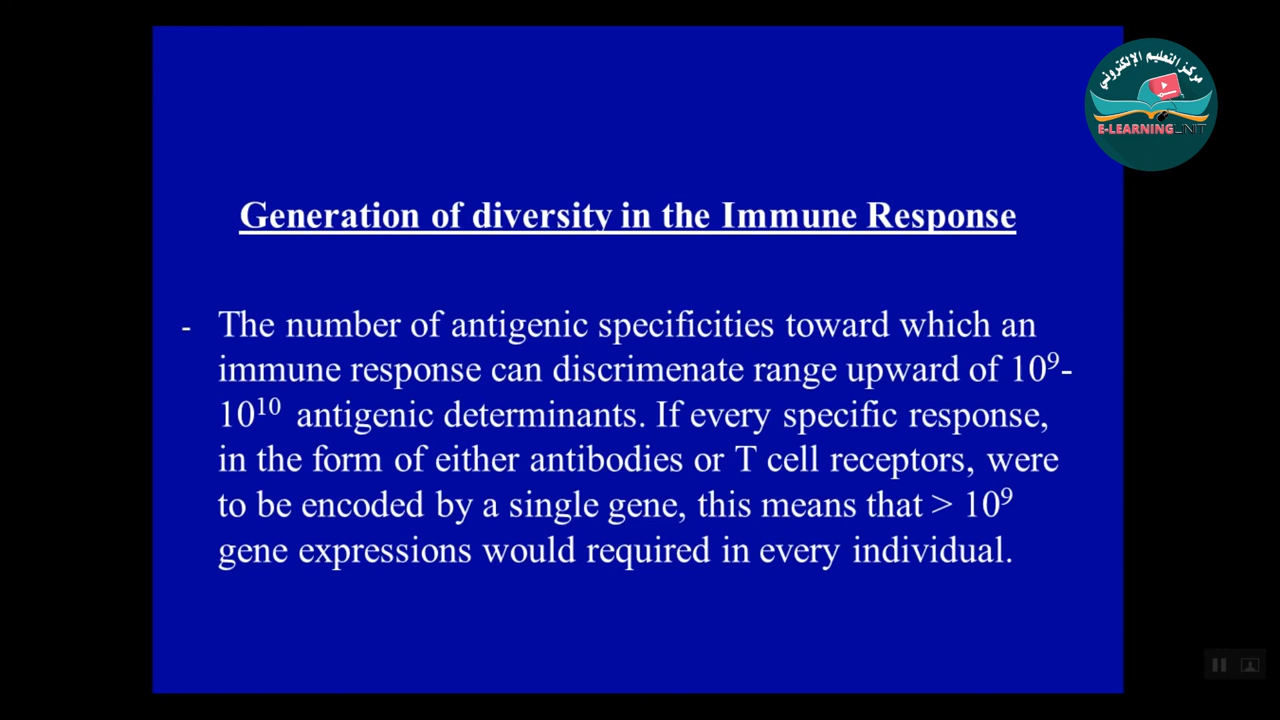 مركز التعليم الإلكتروني
E-LEARNING UNIT
Generation of diversity in the Immune Response
- The number of antigenic specificities toward which an
immune response can discrimenate range upward of 10⁹-
10¹⁰ antigenic determinants. If every specific response,
in the form of either antibodies or T cell receptors, were
to be encoded by a single gene, this means that > 10⁹
gene expressions would required in every individual.